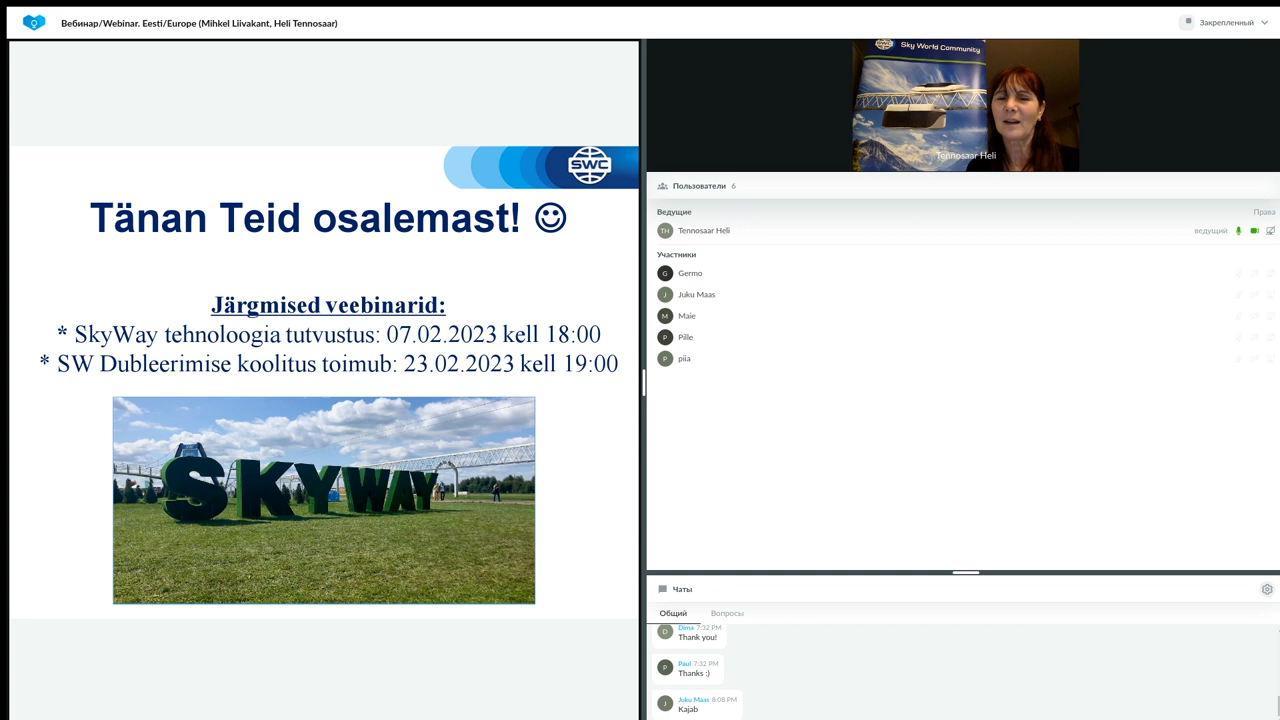 Вебинар/Webinar. Eesti/Europe (Mihkel Liivakant, Heli Tennosaar)
Закрепленный
SWC
Tänan Teid osalemast! ☺
Järgmised veebinarid:
* SkyWay tehnoloogia tutvustus: 07.02.2023 kell 18:00
* SW Dubleerimise koolitus toimub: 23.02.2023 kell 19:00
SKYWAY
SWC
Sky World Community
Tennosaar Heli
Пользователи 6
Ведущие
Права
TH Tennosaar Heli
ведущий
Участники
G Germo
J Juku Maas
M Maie
P Pille
P piia
Чаты
Общий
Вопросы
D Dima 7:32 PM
Thank you!
P Paul 7:32 PM
Thanks :)
J Juku Maas 8:08 PM
Kajab